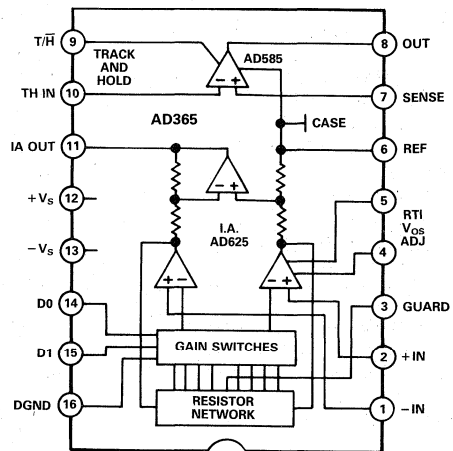 T/H̅ 9
TRACK AND HOLD
AD585
8 OUT
TH IN 10
− +
7 SENSE
AD365
CASE
IA OUT 11
6 REF
− +
+VS 12
5
I.A.
AD625
RTI
VOS
ADJ
−VS 13
4
+ −
− +
D0 14
3 GUARD
GAIN SWITCHES
D1 15
2 +IN
RESISTOR
NETWORK
DGND 16
1 −IN